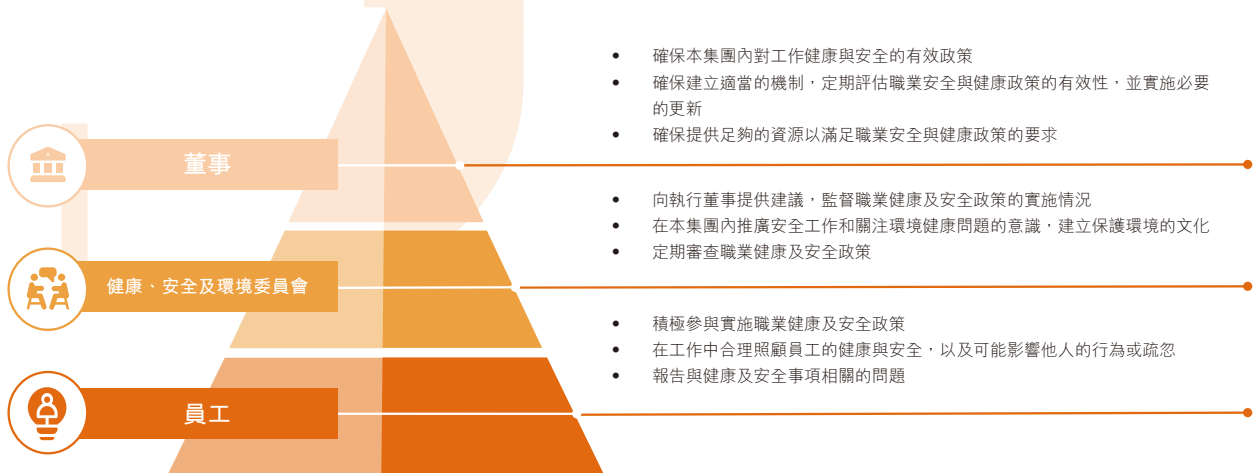 • 確保本集團內對工作健康與安全的有效政策
• 確保建立適當的機制，定期評估職業安全與健康政策的有效性，並實施必要
的更新
• 確保提供足夠的資源以滿足職業安全與健康政策的要求
董事
• 向執行董事提供建議，監督職業健康及安全政策的實施情況
• 在本集團內推廣安全工作和關注環境健康問題的意識，建立保護環境的文化
• 定期審查職業健康及安全政策
健康、安全及環境委員會
• 積極參與實施職業健康及安全政策
• 在工作中合理照顧員工的健康與安全，以及可能影響他人的行為或疏忽
• 報告與健康及安全事項相關的問題
員工